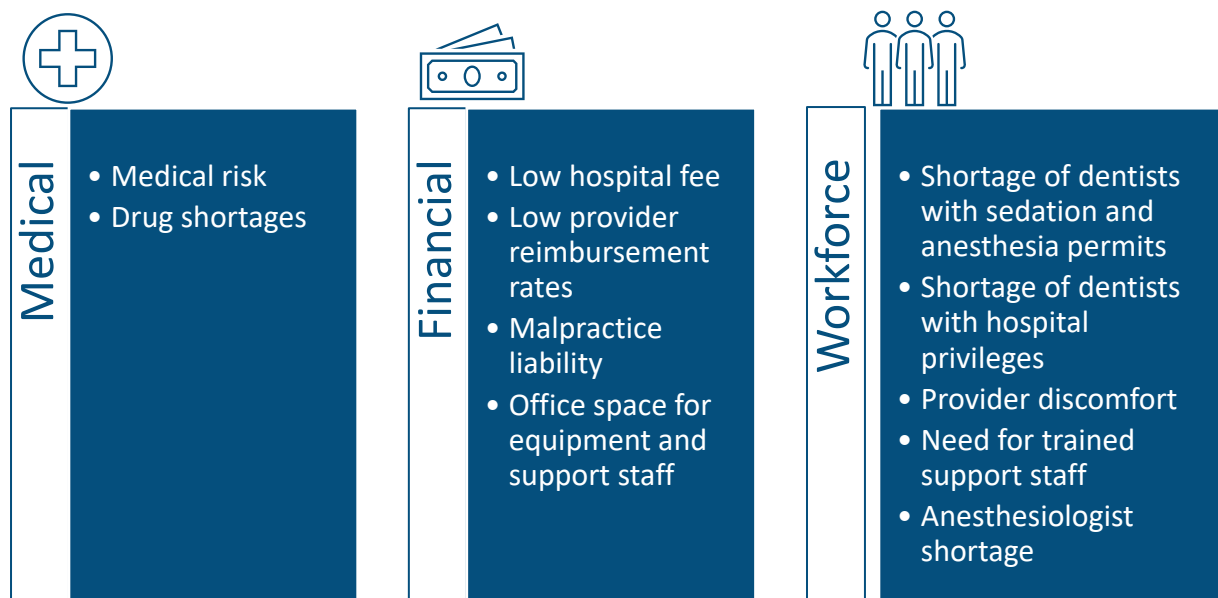 Medical
• Medical risk
• Drug shortages
Financial
• Low hospital fee
• Low provider
reimbursement
rates
• Malpractice
liability
• Office space for
equipment and
support staff
Workforce
• Shortage of dentists
with sedation and
anesthesia permits
• Shortage of dentists
with hospital
privileges
• Provider discomfort
• Need for trained
support staff
• Anesthesiologist
shortage